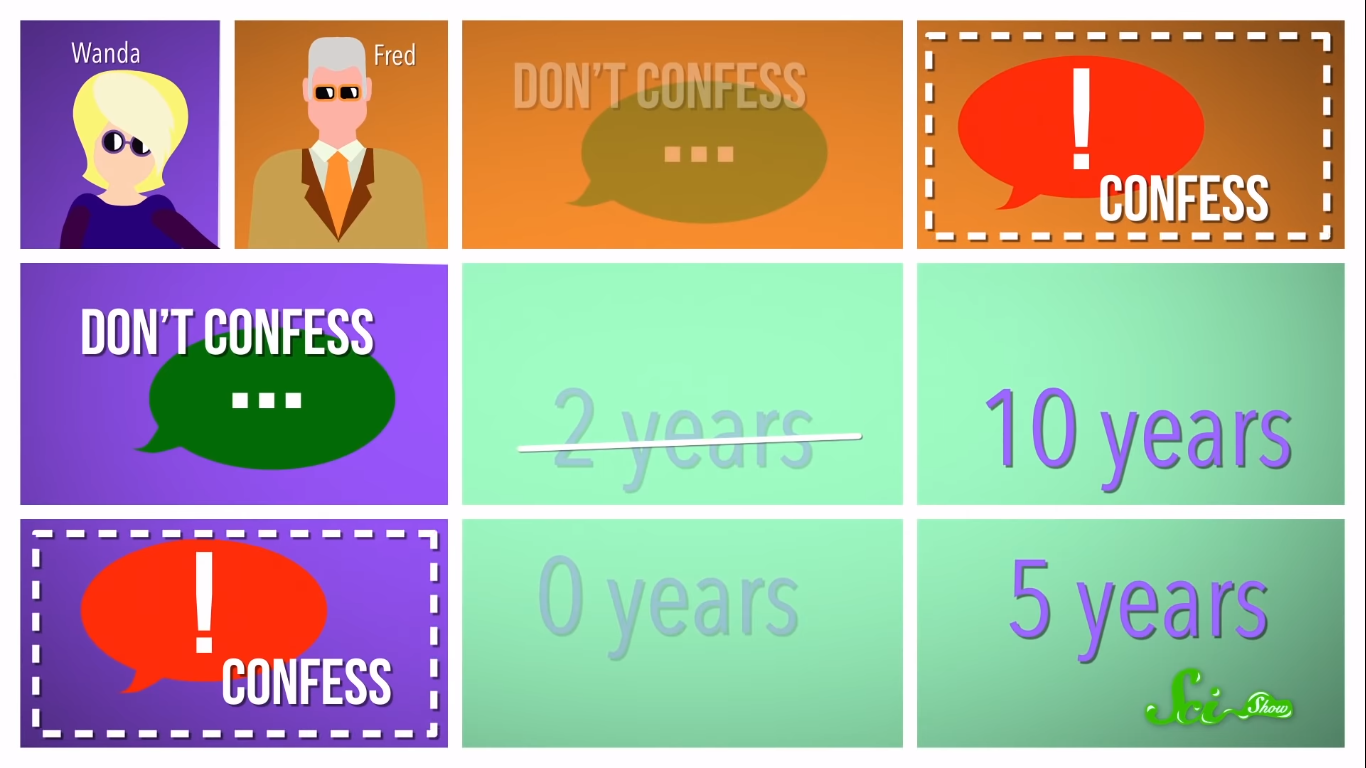 Wanda
Fred
DON'T CONFESS
...
!
CONFESS
DON'T CONFESS
...
2 years
10 years
!
CONFESS
0 years
5 years
Sci Show